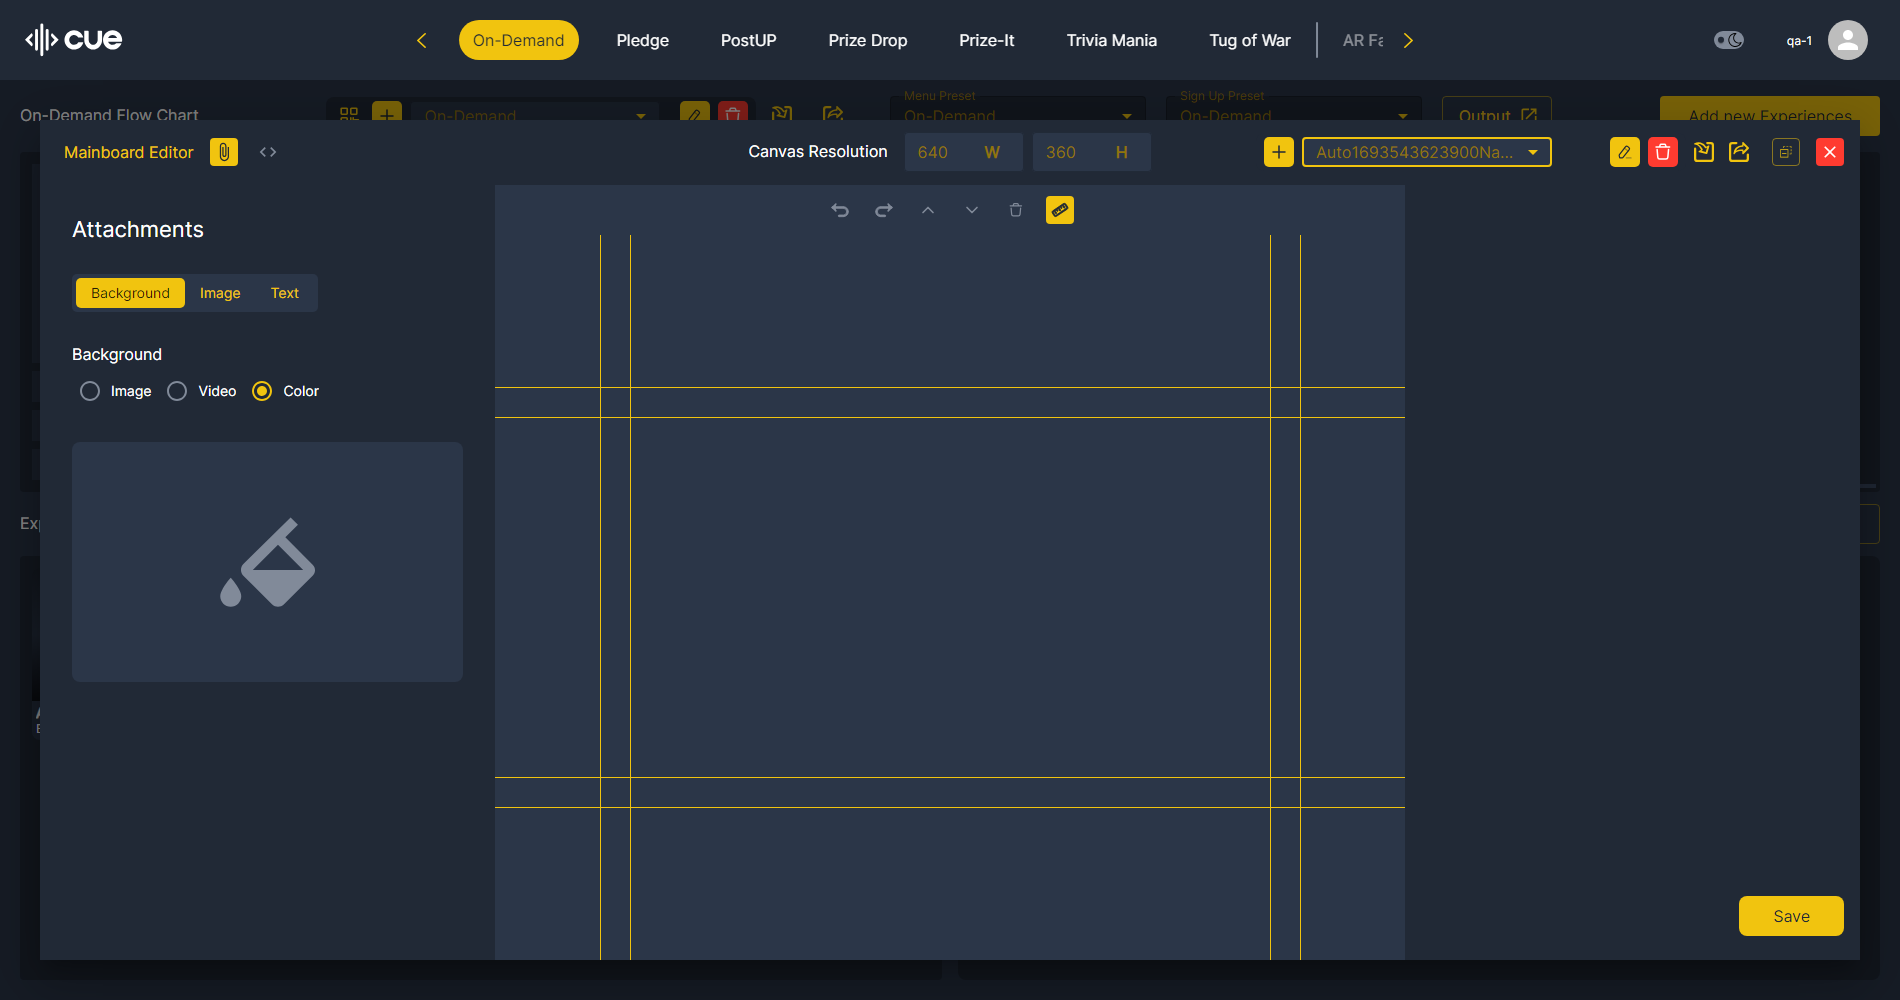 cue
On-Demand
Pledge
PostUP
Prize Drop
Prize-It
Trivia Mania
Tug of War
AR Fa
qa-1
On-Demand Flow Chart
On-Demand
Menu Preset
On-Demand
Sign Up Preset
On-Demand
Output
Add new Experiences
Mainboard Editor
Canvas Resolution
640 W
360 H
Auto1693543623900Na...
Attachments
Background
Image
Text
Background
Image
Video
Color
Exp
Save